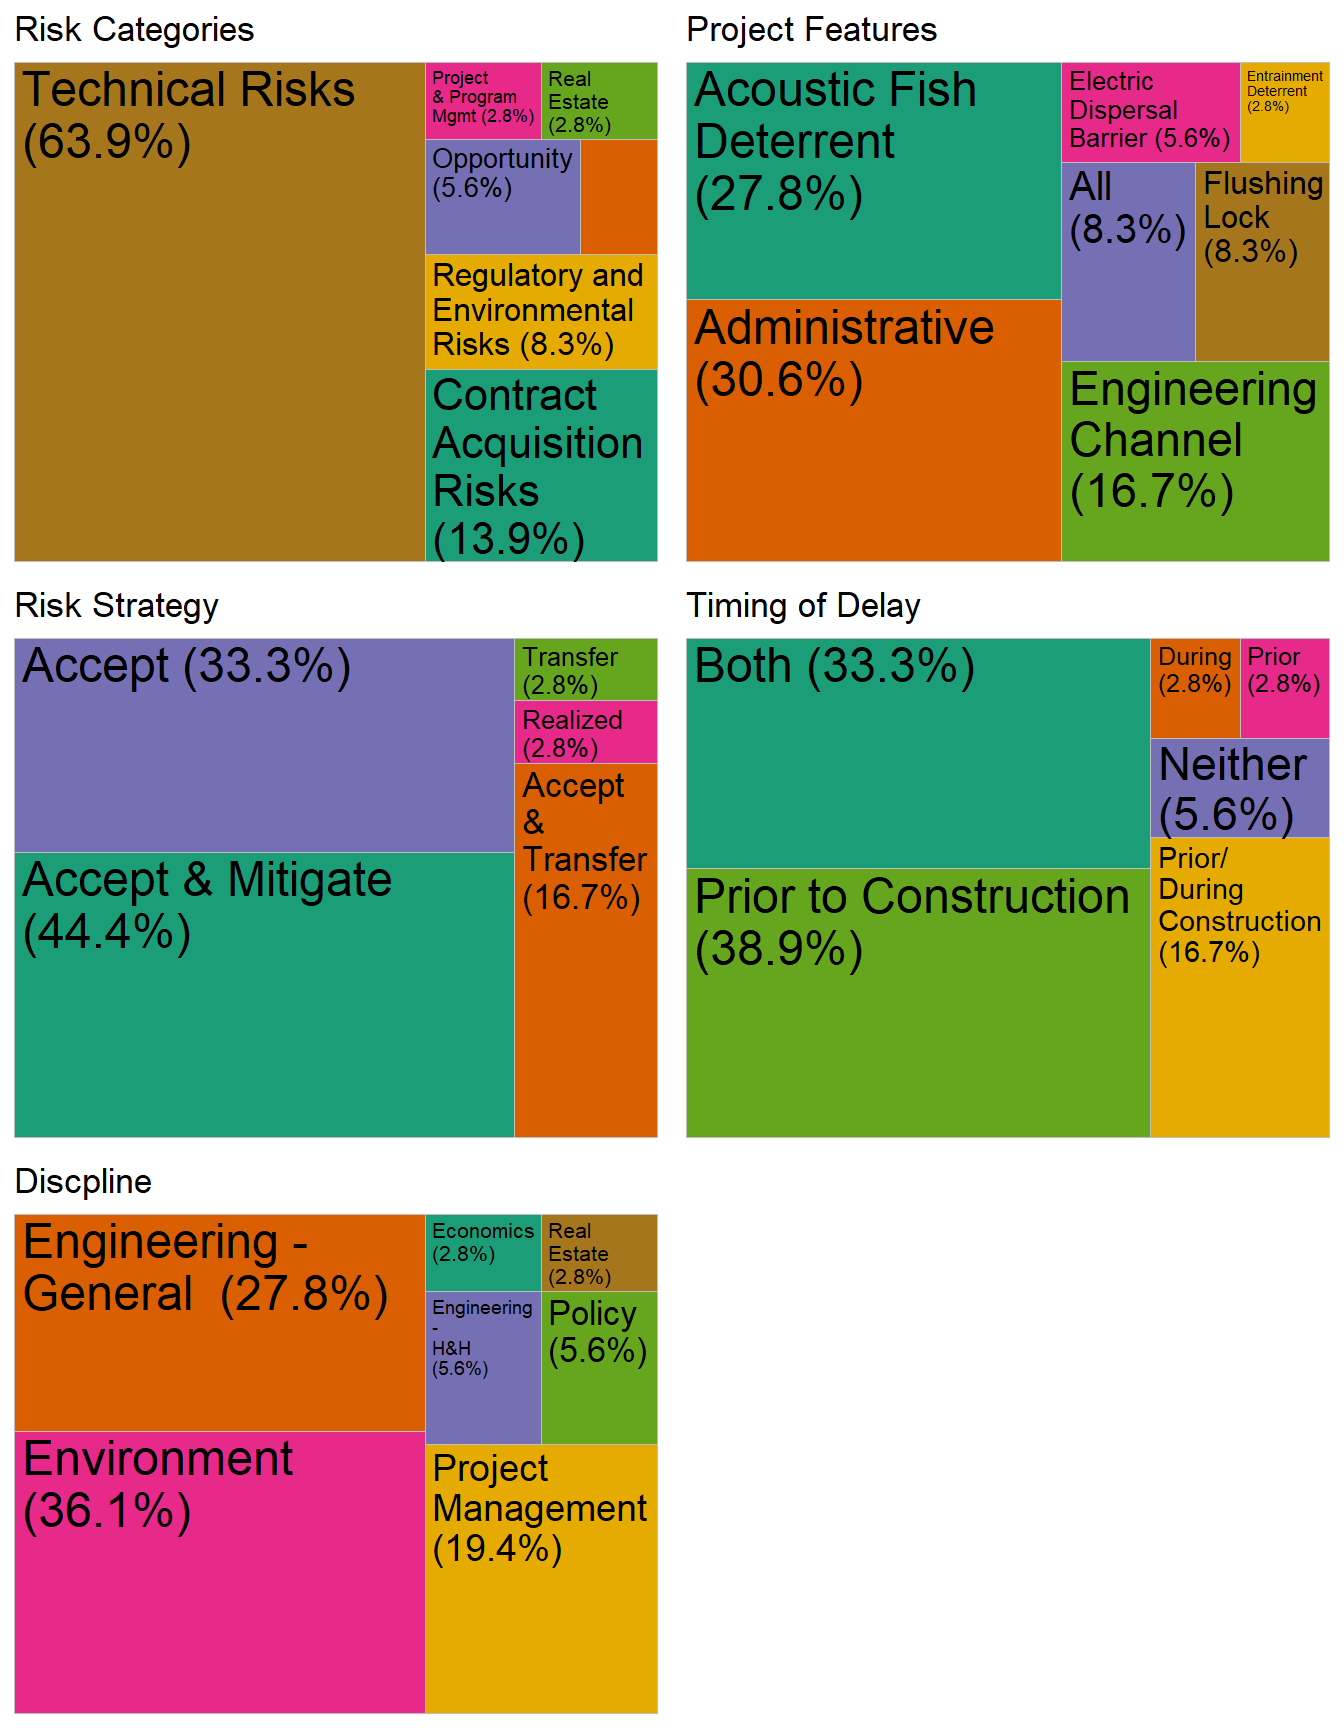 Risk Categories
Technical Risks
(63.9%)
Project
& Program
Mgmt (2.8%)
Real
Estate
(2.8%)
Opportunity
(5.6%)
Regulatory and
Environmental
Risks (8.3%)
Contract
Acquisition
Risks
(13.9%)
Project Features
Acoustic Fish
Deterrent
(27.8%)
Administrative
(30.6%)
Electric
Dispersal
Barrier (5.6%)
Entrainment
Deterrent
(2.8%)
All
(8.3%)
Flushing
Lock
(8.3%)
Engineering
Channel
(16.7%)
Risk Strategy
Accept (33.3%)
Accept & Mitigate
(44.4%)
Transfer
(2.8%)
Realized
(2.8%)
Accept
&
Transfer
(16.7%)
Timing of Delay
Both (33.3%)
Prior to Construction
(38.9%)
During
(2.8%)
Prior
(2.8%)
Neither
(5.6%)
Prior/
During
Construction
(16.7%)
Discpline
Engineering -
General  (27.8%)
Environment
(36.1%)
Economics
(2.8%)
Real
Estate
(2.8%)
Engineering
-
H&H
(5.6%)
Policy
(5.6%)
Project
Management
(19.4%)